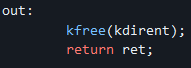 out:
        kfree(kdirent);
        return ret;